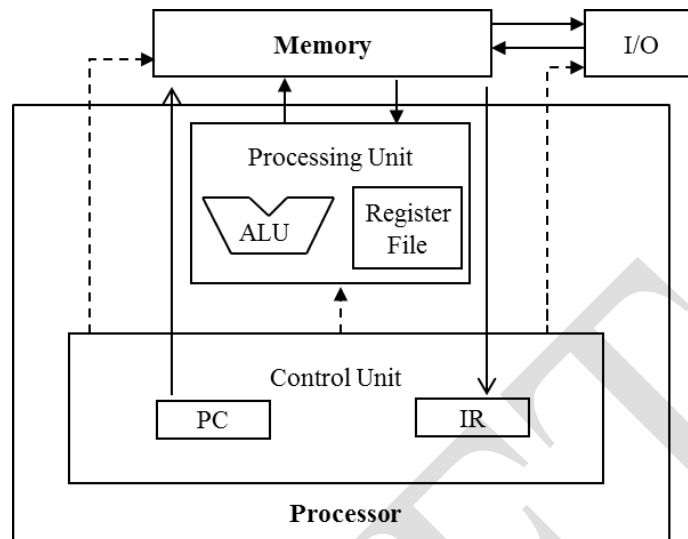 Memory
I/O
Processing Unit
ALU
Register
File
Control Unit
PC
IR
Processor